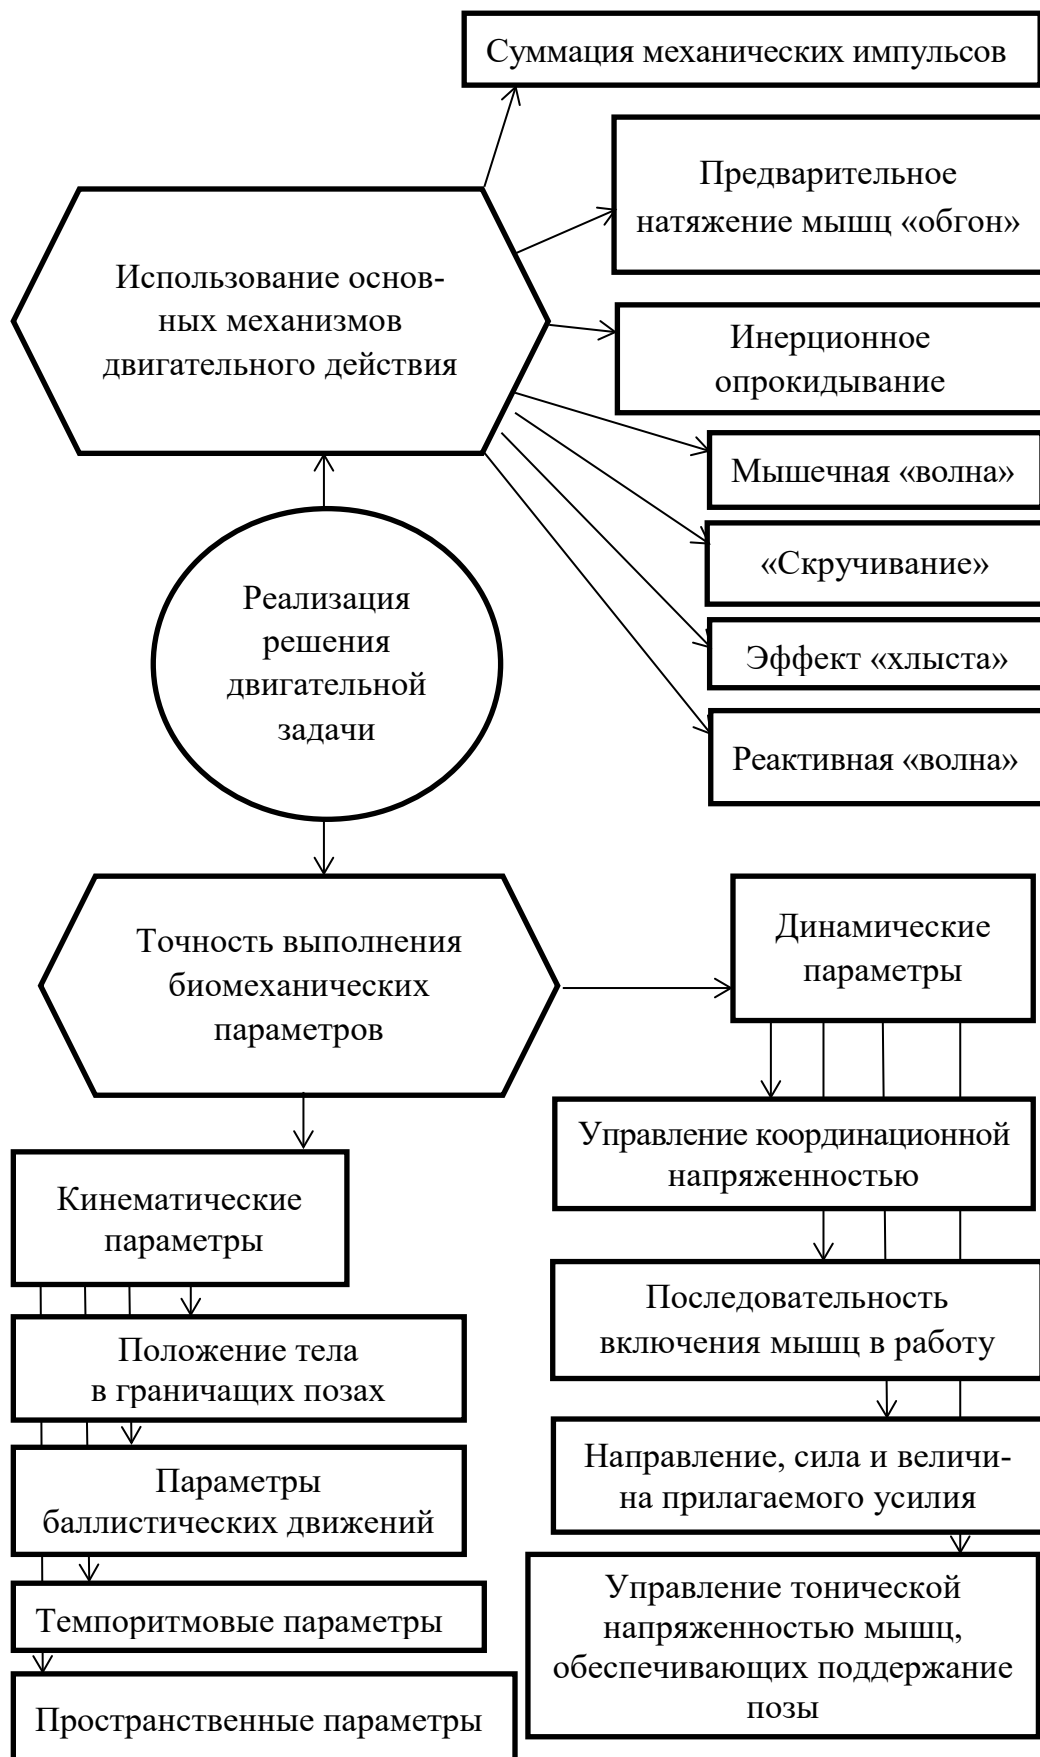 Суммация механических импульсов
Предварительное
натяжение мышц «обгон»
Использование основ-
ных механизмов
двигательного действия
Инерционное
опрокидывание
Мышечная «волна»
«Скручивание»
Эффект «хлыста»
Реактивная «волна»
Реализация
решения
двигательной
задачи
Точность выполнения
биомеханических
параметров
Динамические
параметры
Управление координационной
напряженностью
Последовательность
включения мышц в работу
Направление, сила и величи-
на прилагаемого усилия
Управление тонической
напряженностью мышц,
обеспечивающих поддержание
позы
Кинематические
параметры
Положение тела
в граничащих позах
Параметры
баллистических движений
Темпоритмовые параметры
Пространственные параметры